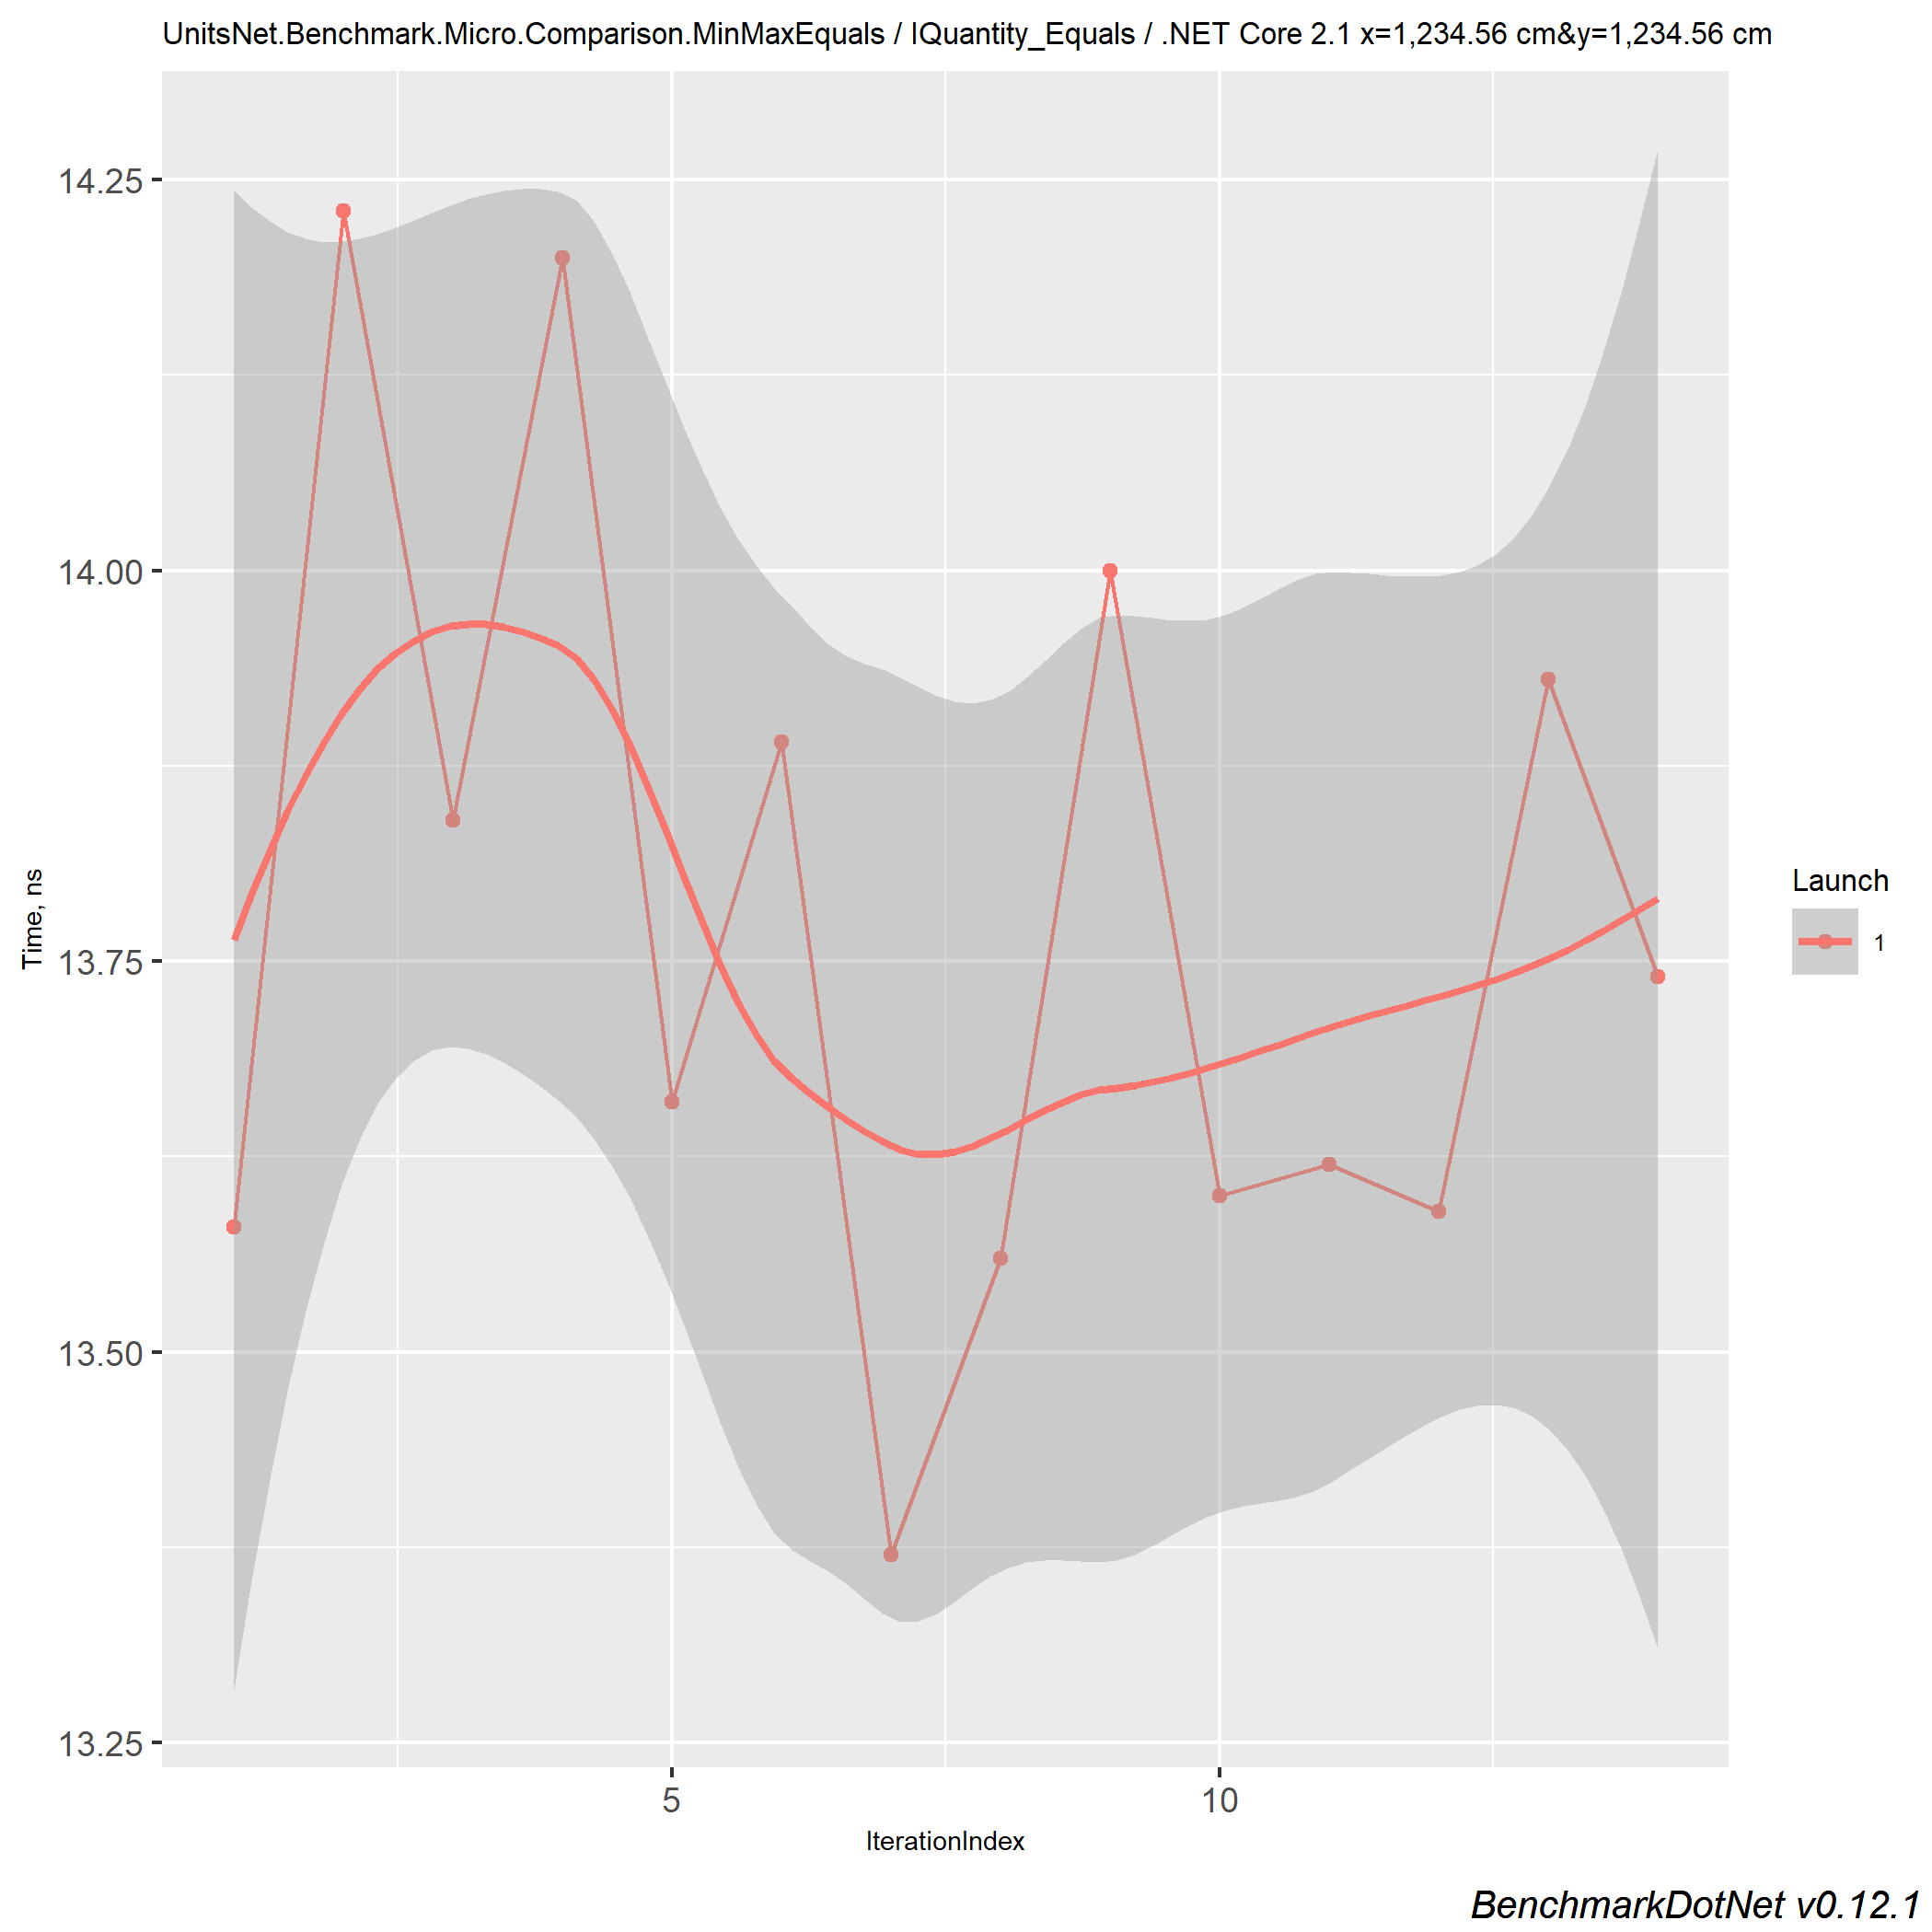 UnitsNet.Benchmark.Micro.Comparison.MinMaxEquals / IQuantity_Equals / .NET Core 2.1 x=1,234.56 cm&y=1,234.56 cm
14.25
14.00
13.75
13.50
13.25
Time, ns
5
10
IterationIndex
Launch
1
BenchmarkDotNet v0.12.1